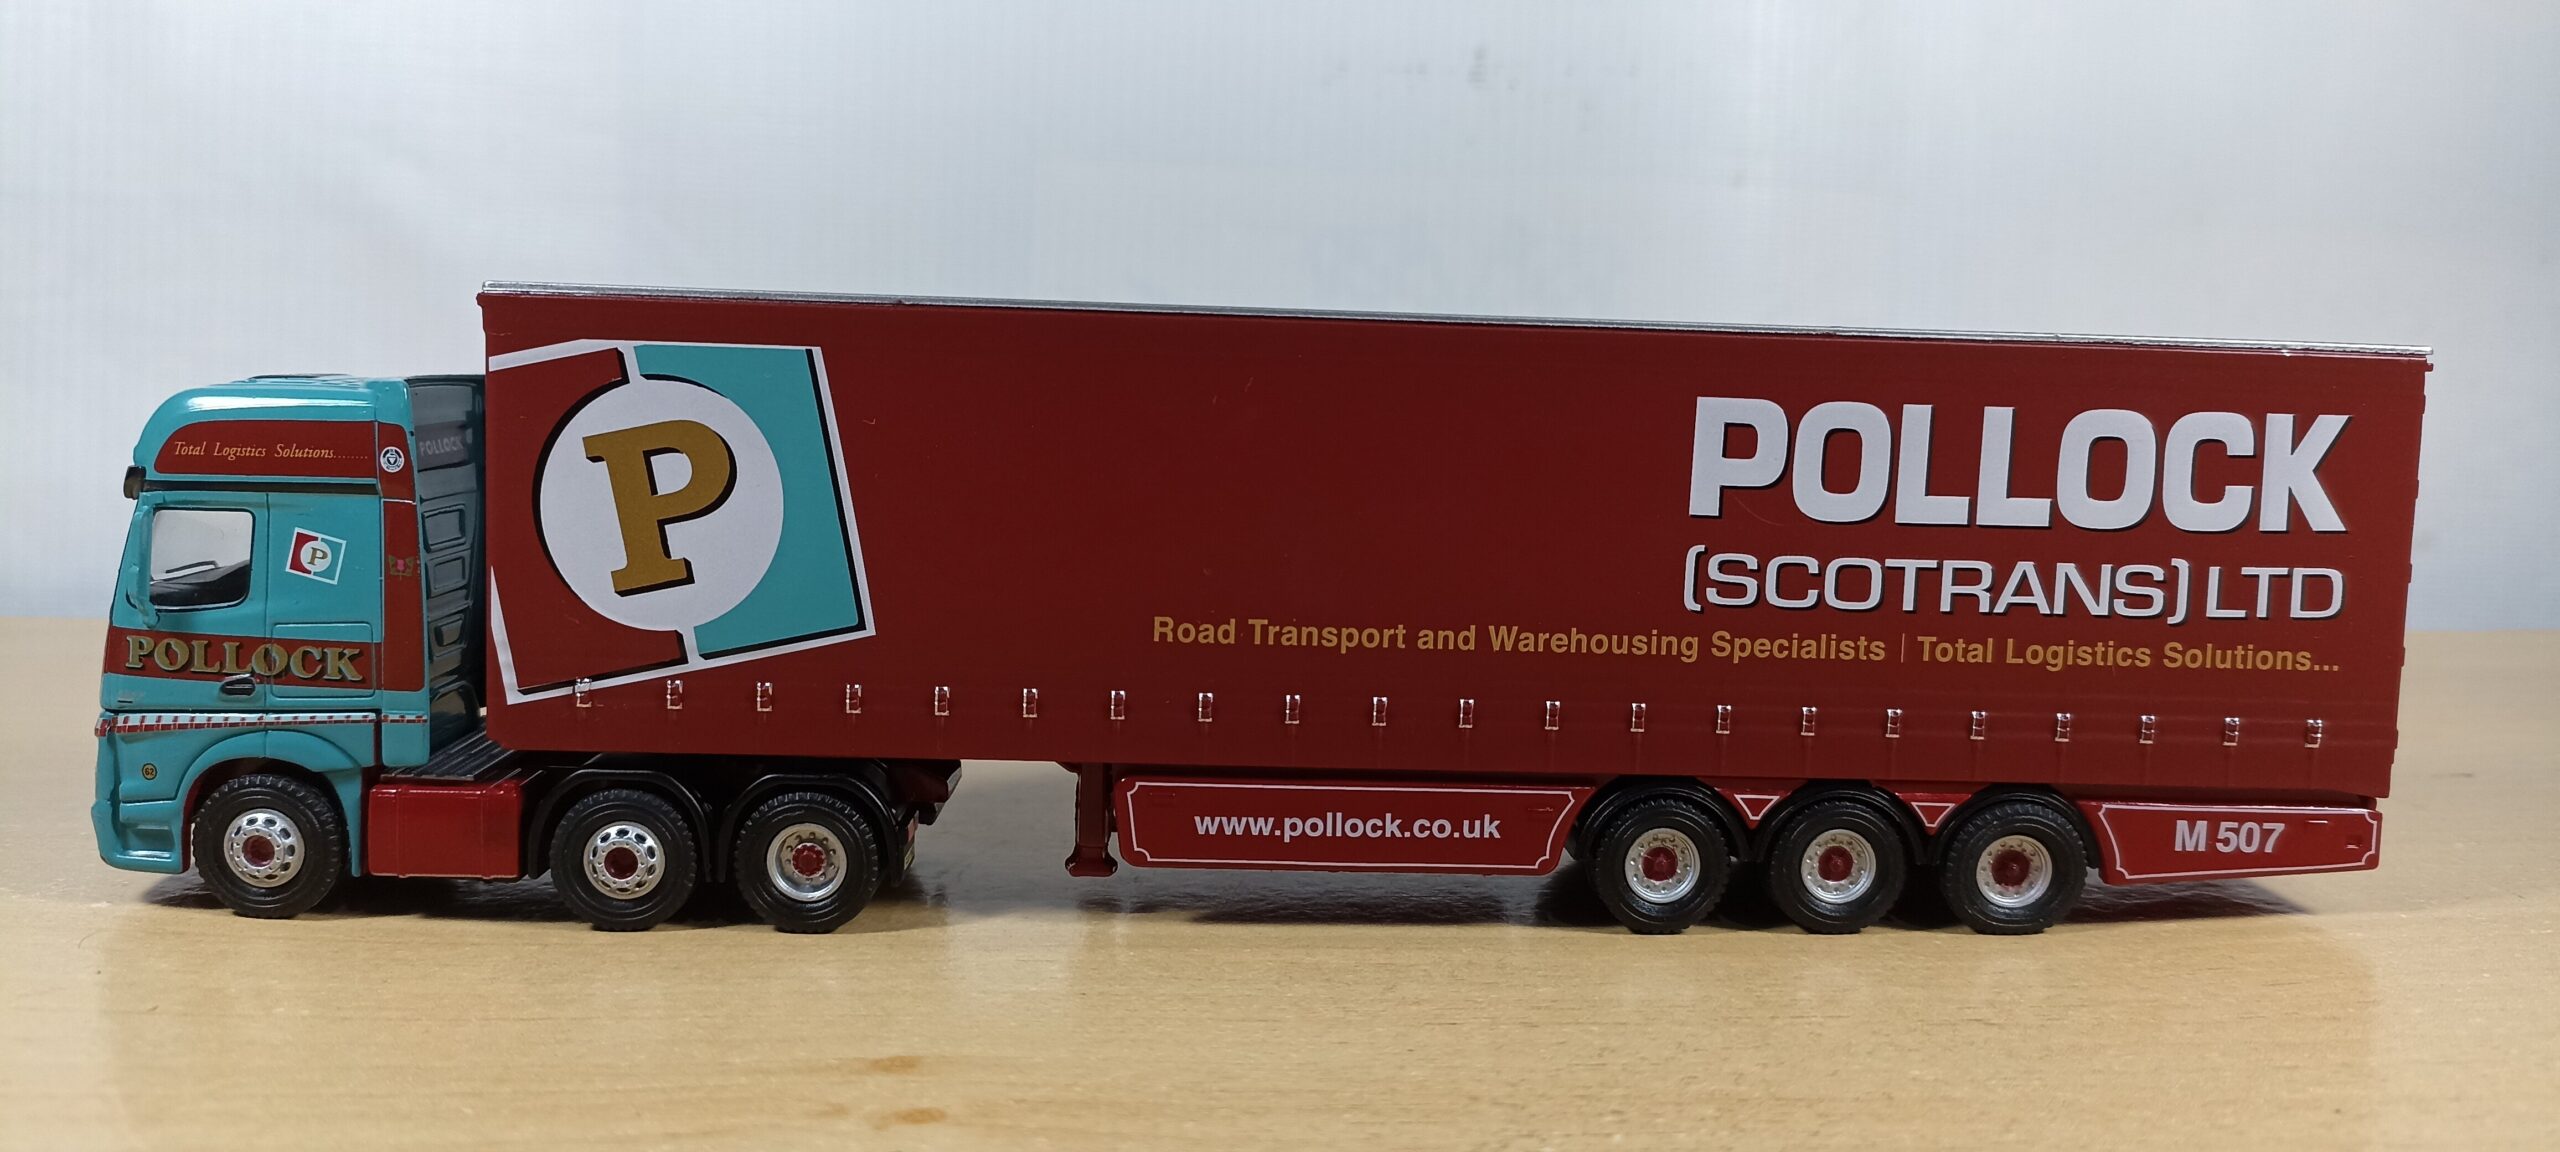 Total Logistics Solutions........
POLLOCK
P
POLLOCK
62
P
POLLOCK
(SCOTRANS) LTD
Road Transport and Warehousing Specialists | Total Logistics Solutions...
www.pollock.co.uk
M 507